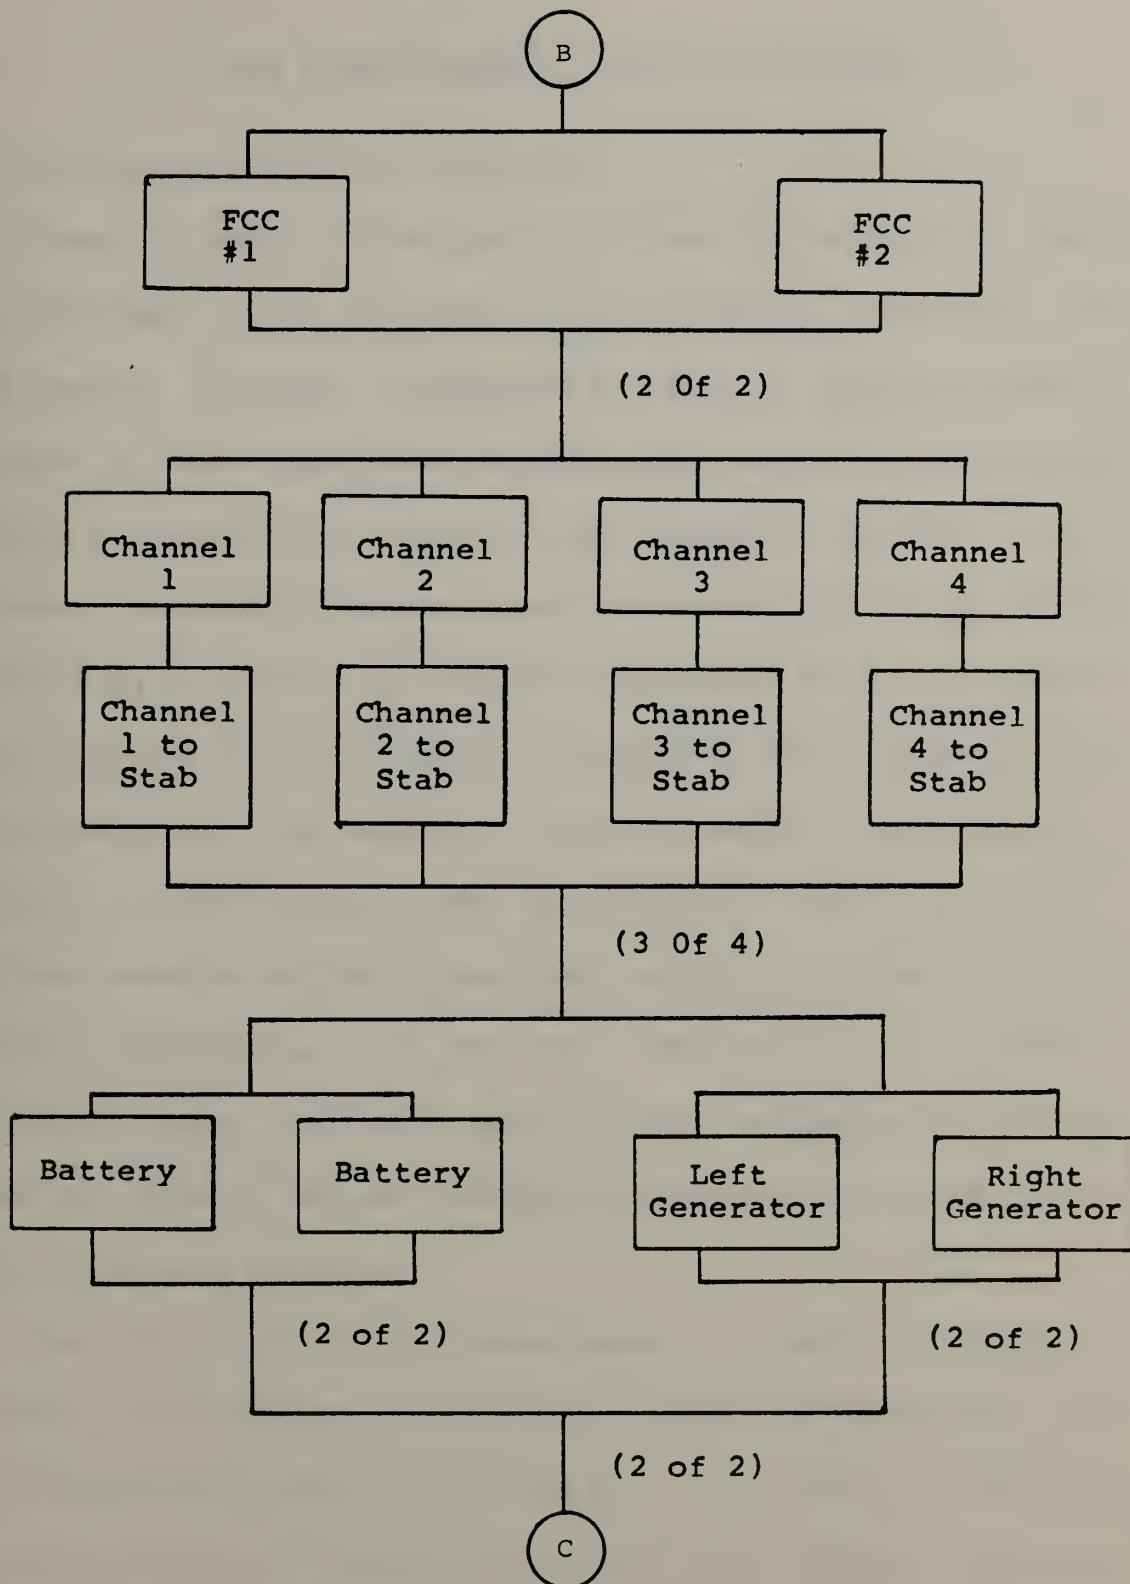 B
FCC
#1
FCC
#2
(2 Of 2)
Channel
1
Channel
2
Channel
3
Channel
4
Channel
1 to
Stab
Channel
2 to
Stab
Channel
3 to
Stab
Channel
4 to
Stab
(3 Of 4)
Battery
Battery
Left
Generator
Right
Generator
(2 of 2)
(2 of 2)
(2 of 2)
C